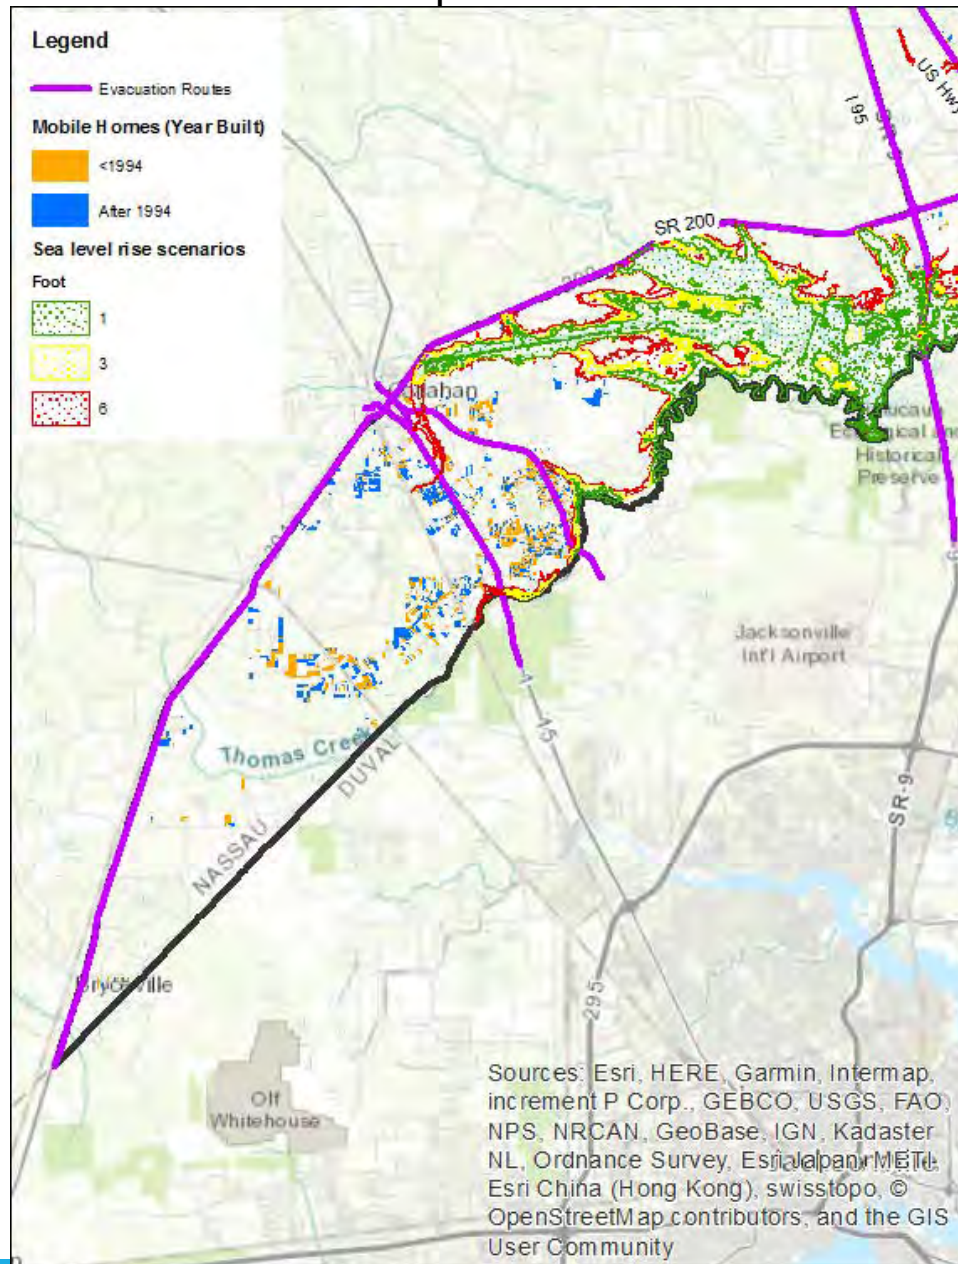 Legend
Evacuation Routes
Mobile Homes (Year Built)
<1994
After 1994
Sea level rise scenarios
Foot
1
3
6
US Hwy
195
SR 200
Historical
Preserve
Jacksonville
Int'l Airport
15
Thomas Creek
DUVAL
NASSAU
SR-9
295
Olf
Whitehouse
Sources: Esri, HERE, Garmin, Intermap,
increment P Corp., GEBCO, USGS, FAO,
NPS, NRCAN, GeoBase, IGN, Kadaster
NL, Ordnance Survey, Esri Japan, METI,
Esri China (Hong Kong), swisstopo, ©
OpenStreetMap contributors, and the GIS
User Community